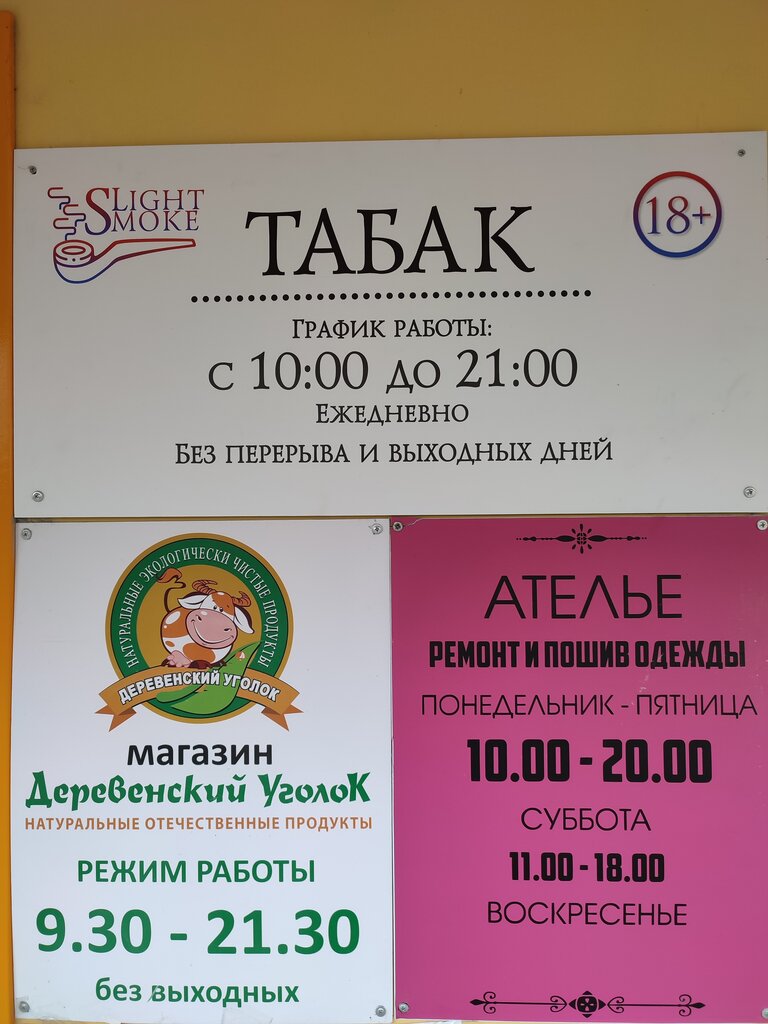 SLIGHT
SMOKE
ТАБАК
18+
ГРАФИК РАБОТЫ:
С 10:00 ДО 21:00
ЕЖЕДНЕВНО
БЕЗ ПЕРЕРЫВА И ВЫХОДНЫХ ДНЕЙ
НАТУРАЛЬНЫЕ ЭКОЛОГИЧЕСКИ ЧИСТЫЕ ПРОДУКТЫ
ДЕРЕВЕНСКИЙ УГОЛОК
магазин
Деревенский УголоК
НАТУРАЛЬНЫЕ ОТЕЧЕСТВЕННЫЕ ПРОДУКТЫ
РЕЖИМ РАБОТЫ
9.30 - 21.30
без выходных
АТЕЛЬЕ
РЕМОНТ И ПОШИВ ОДЕЖДЫ
ПОНЕДЕЛЬНИК - ПЯТНИЦА
10.00 - 20.00
СУББОТА
11.00 - 18.00
ВОСКРЕСЕНЬЕ